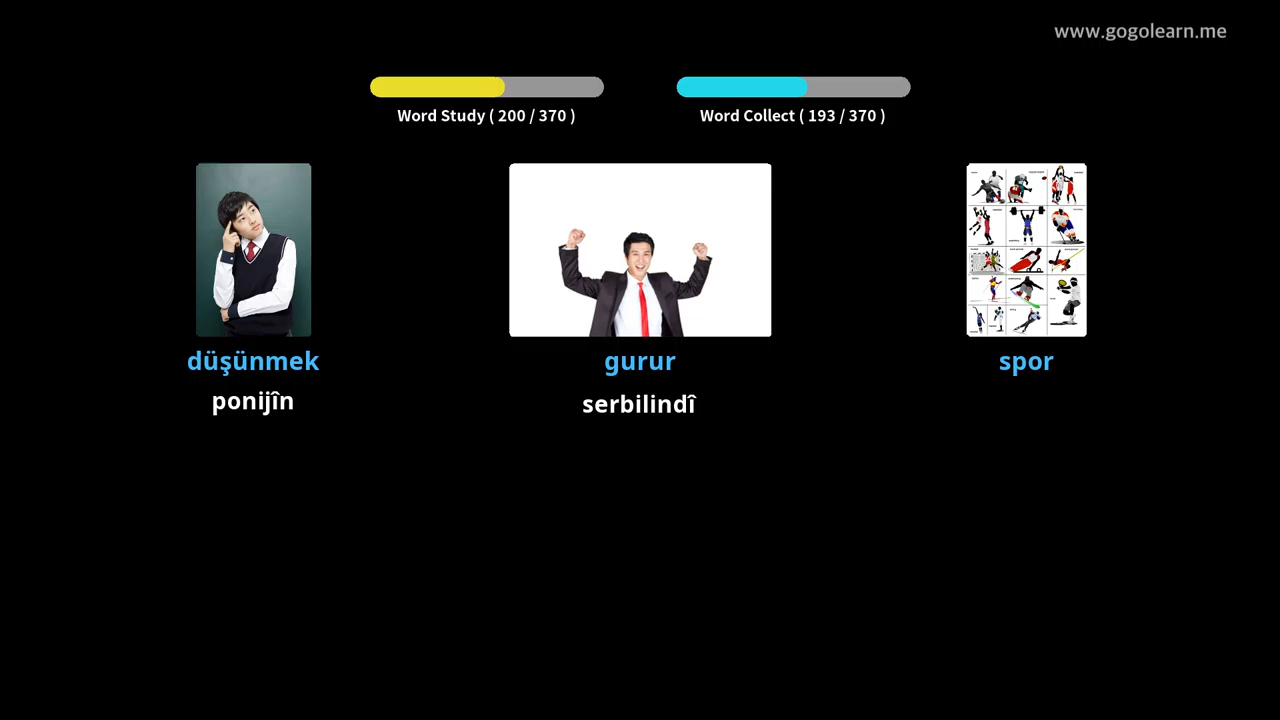 www.gogolearn.me
Word Study ( 200 / 370 )
Word Collect ( 193 / 370 )
düşünmek
gurur
spor
ponijîn
serbilindî